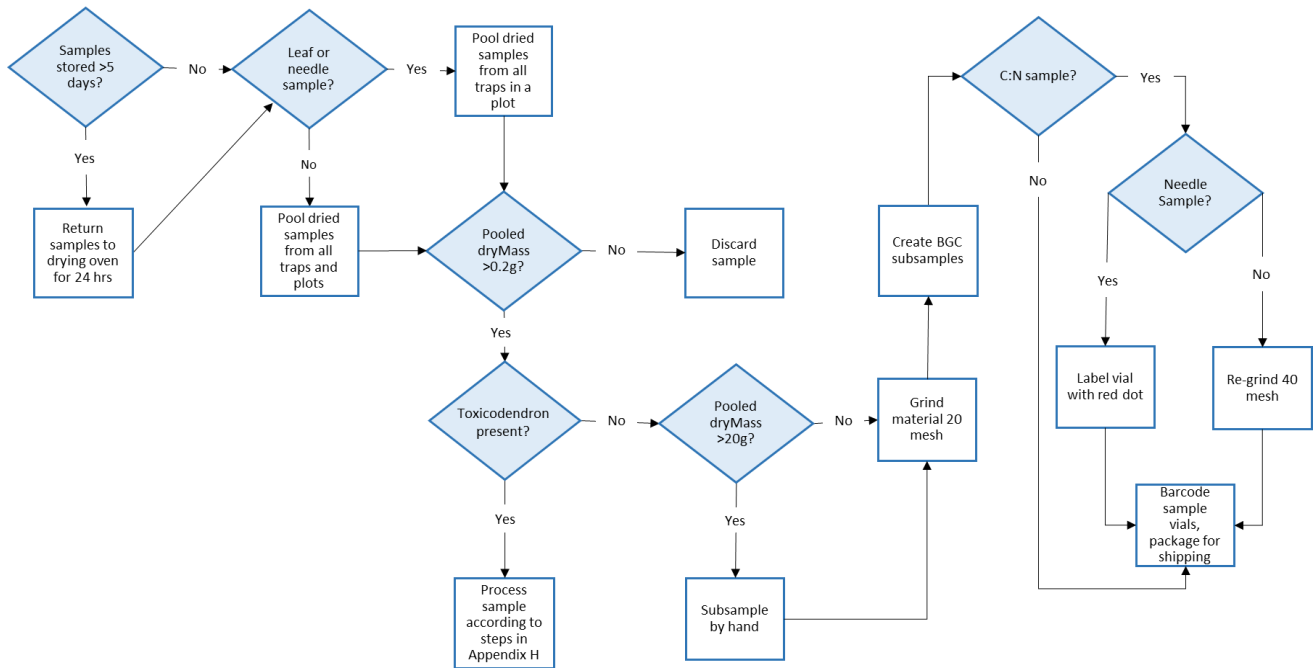 Samples
stored >5
days?
No
Leaf or
needle
sample?
Yes
Pool dried
samples
from all
traps in a
plot
C:N sample?
Yes
Yes
No
No
Needle
Sample?
Return
samples to
drying oven
for 24 hrs
Pool dried
samples
from all
traps and
plots
Pooled
dryMass
>0.2g?
No
Discard
sample
Create BGC
subsamples
Yes
No
Yes
Toxicodendron
present?
No
Pooled
dryMass
>20g?
No
Grind
material 20
mesh
Label vial
with red dot
Re-grind 40
mesh
Yes
Yes
Barcode
sample
vials,
package for
shipping
Process
sample
according to
steps in
Appendix H
Subsample
by hand